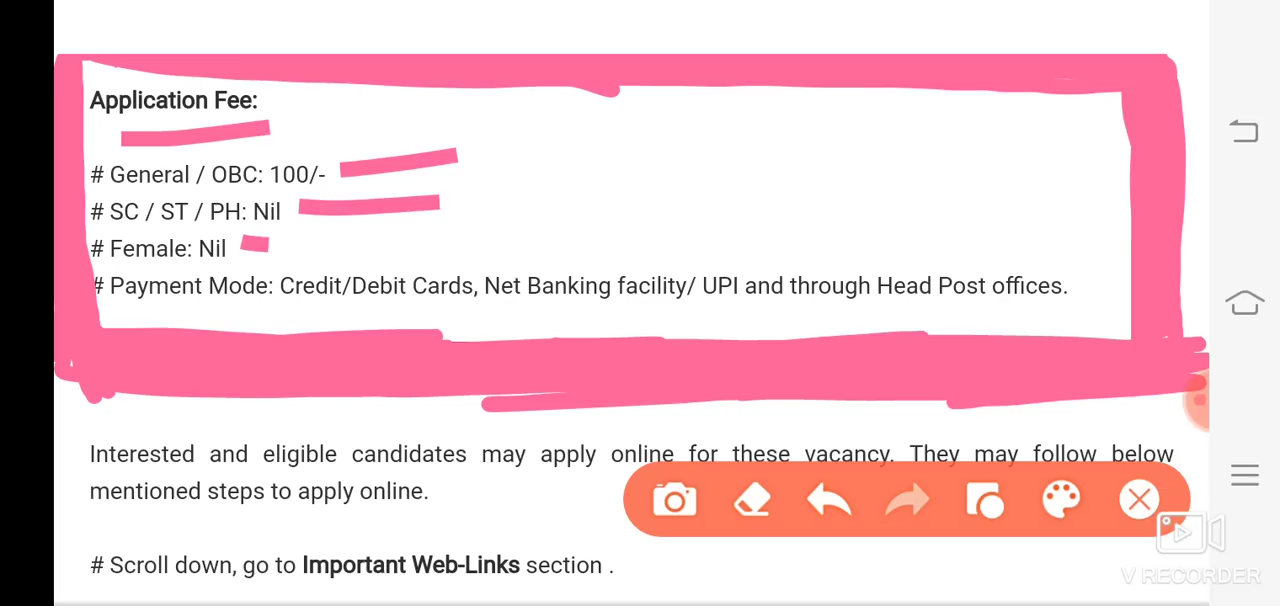 Application Fee:
# General / OBC: 100/-
# SC / ST / PH: Nil
# Female: Nil
# Payment Mode: Credit/Debit Cards, Net Banking facility/ UPI and through Head Post offices.
Interested and eligible candidates may apply online for these vacancy. They may follow below
mentioned steps to apply online.
# Scroll down, go to Important Web-Links section .
V RECORDER